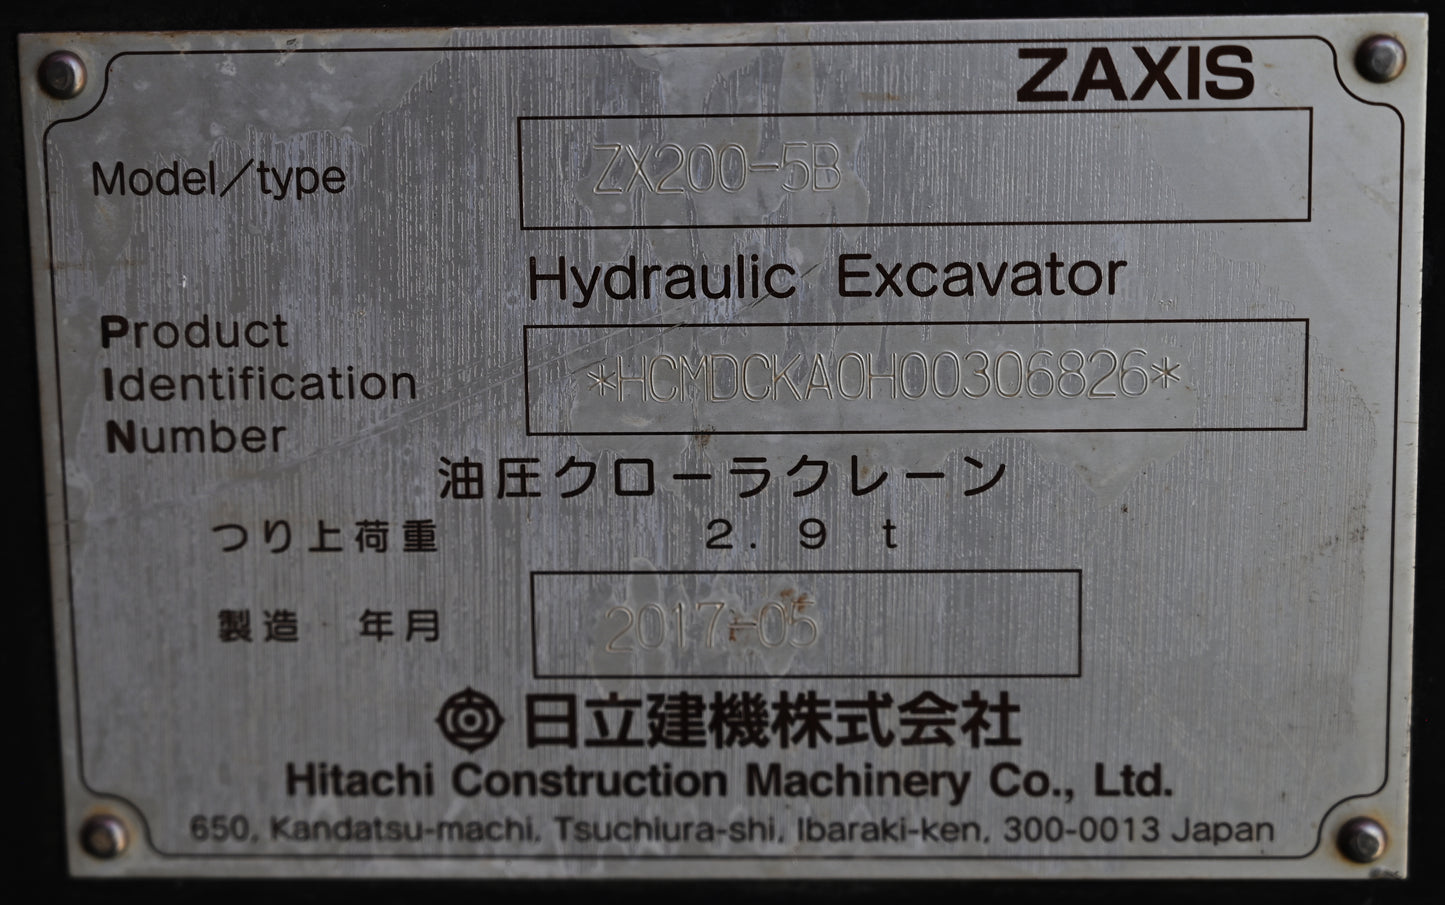 ZAXIS
Model/type ZX200-5B
Hydraulic Excavator
Product
Identification
Number
*HCMDCKA0H00306826*
油圧クローラクレーン
つり上荷重 2.9 t
製造 年月 2017-05
日立建機株式会社
Hitachi Construction Machinery Co., Ltd.
650, Kandatsu-machi, Tsuchiura-shi, Ibaraki-ken, 300-0013 Japan